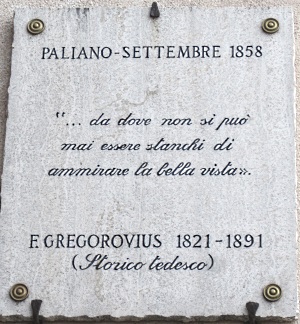 PALIANO-SETTEMBRE 1858
"... da dove non si può
mai essere stanchi di
ammirare la bella vista».
F. GREGOROVIUS 1821-1891
(Storico tedesco)